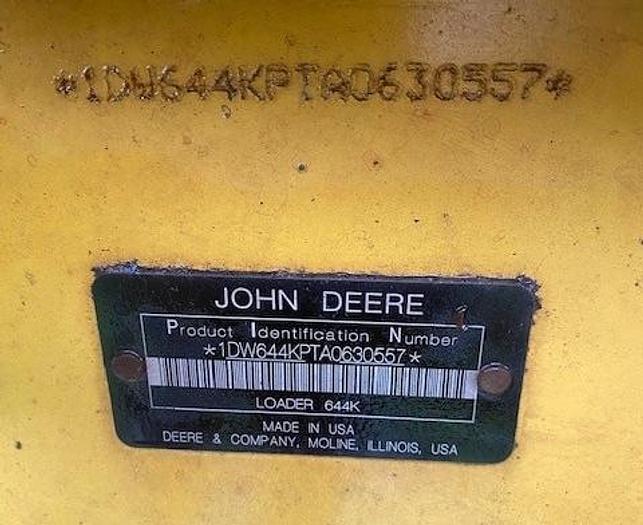 *1DW644KPTA0630557*
JOHN DEERE
Product Identification Number
*1DW644KPTA0630557*
LOADER 644K
MADE IN USA
DEERE & COMPANY, MOLINE, ILLINOIS, USA